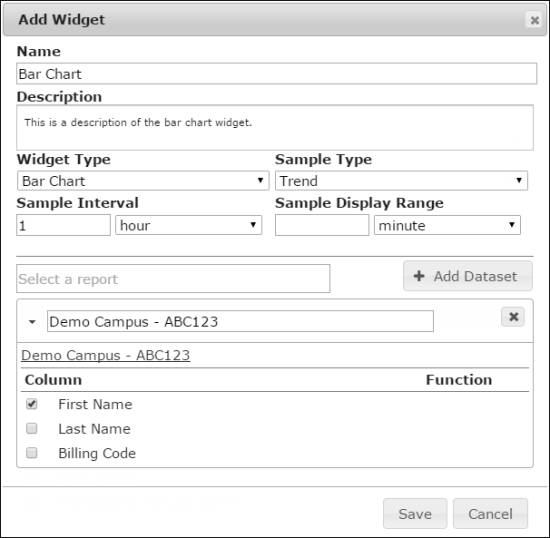 Add Widget
Name
Bar Chart
Description
This is a description of the bar chart widget.
Widget Type Sample Type
Bar Chart Trend
Sample Interval Sample Display Range
1 hour minute
Select a report + Add Dataset
Demo Campus - ABC123
Demo Campus - ABC123
Column Function
First Name
Last Name
Billing Code
Save Cancel